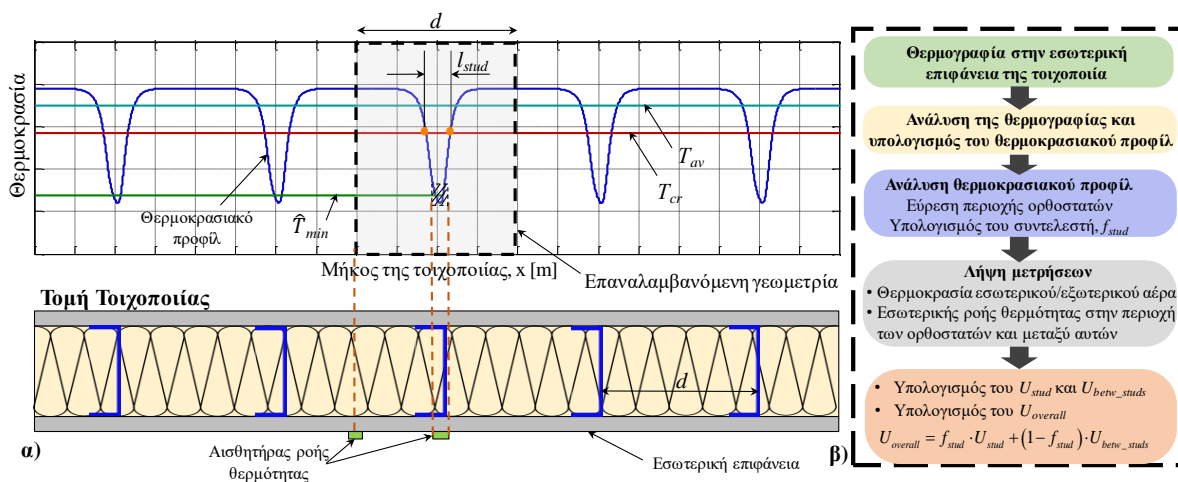 d
l_stud
Θερμοκρασία
T_av
T_cr
Θερμοκρασιακό
προφίλ
T̂_min
Μήκος της τοιχοποιίας, x [m]
Επαναλαμβανόμενη γεωμετρία
Τομή Τοιχοποιίας
d
Αισθητήρας ροής
θερμότητας
Εσωτερική επιφάνεια
α)
Θερμογραφία στην εσωτερική
επιφάνεια της τοιχοποιία
Ανάλυση της θερμογραφίας και
υπολογισμός του θερμοκρασιακού προφίλ
Ανάλυση θερμοκρασιακού προφίλ
Εύρεση περιοχής ορθοστατών
Υπολογισμός του συντελεστή, f_stud
Λήψη μετρήσεων
• Θερμοκρασία εσωτερικού/εξωτερικού αέρα
• Εσωτερικής ροής θερμότητας στην περιοχή
των ορθοστατών και μεταξύ αυτών
• Υπολογισμός του U_stud και U_betw_studs
• Υπολογισμός του U_overall
U_overall = f_stud · U_stud + (1 − f_stud) · U_betw_studs
β)